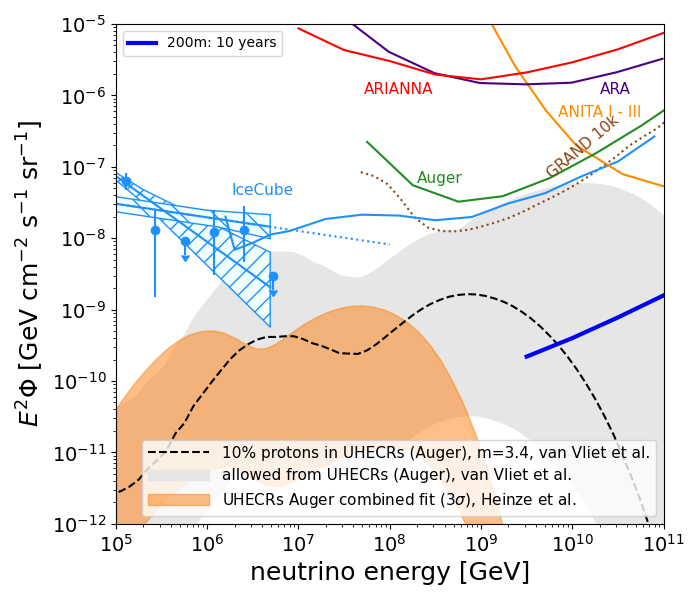 10⁻⁵
200m: 10 years
ARIANNA
ARA
10⁻⁶
ANITA I - III
GRAND 10k
10⁻⁷
Auger
IceCube
10⁻⁸
10⁻⁹
10⁻¹⁰
10⁻¹¹
10⁻¹²
E²Φ [GeV cm⁻² s⁻¹ sr⁻¹]
10% protons in UHECRs (Auger), m=3.4, van Vliet et al.
allowed from UHECRs (Auger), van Vliet et al.
UHECRs Auger combined fit (3σ), Heinze et al.
10⁵ 10⁶ 10⁷ 10⁸ 10⁹ 10¹⁰ 10¹¹
neutrino energy [GeV]